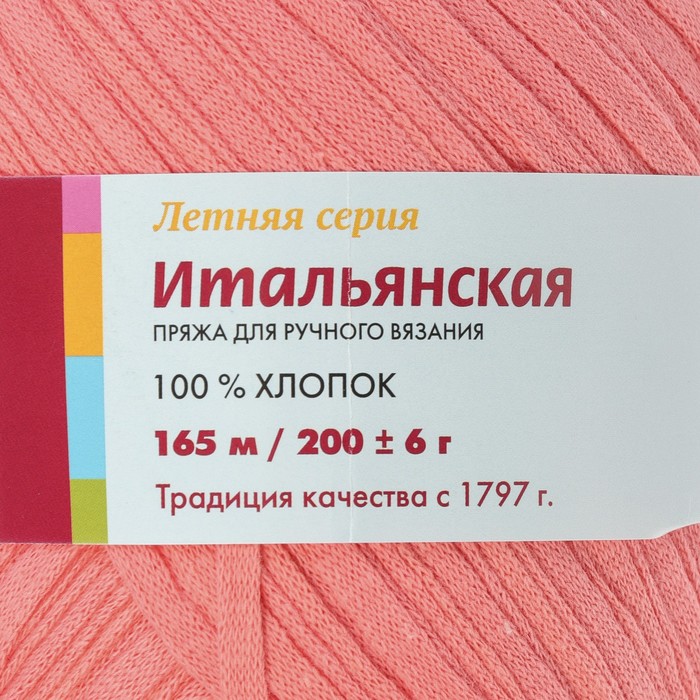 Летняя серия
Итальянская
ПРЯЖА ДЛЯ РУЧНОГО ВЯЗАНИЯ
100 % ХЛОПОК
165 м / 200 ± 6 г
Традиция качества с 1797 г.